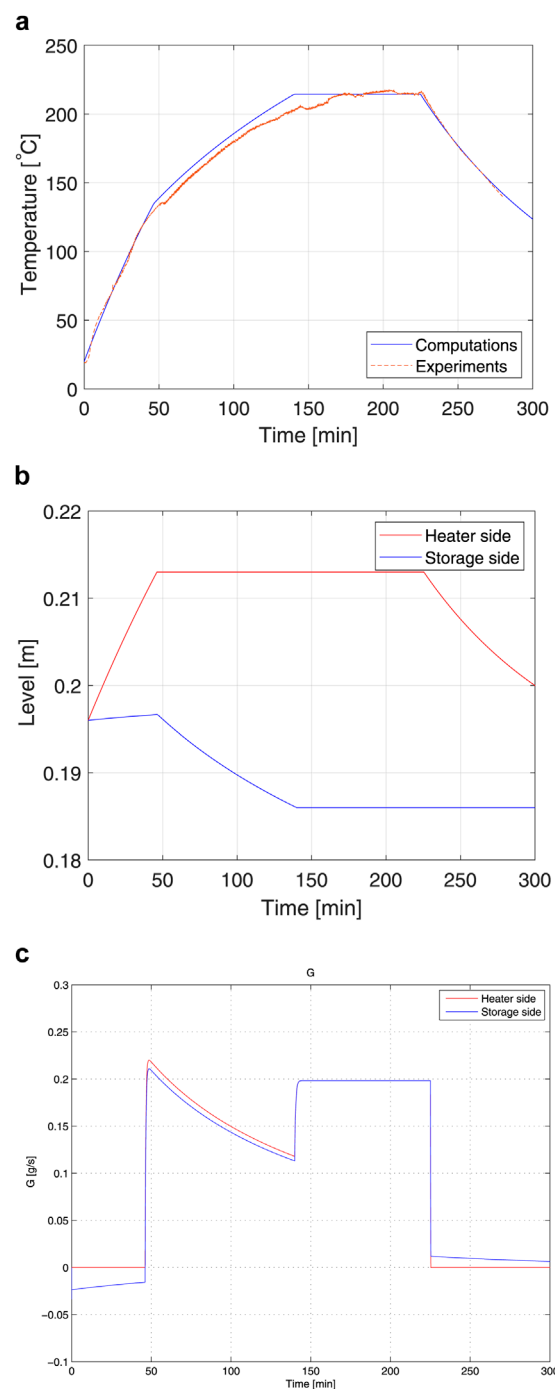 a
250
200
150
100
50
0
Temperature [°C]
Computations
Experiments
0 50 100 150 200 250 300
Time [min]
b
0.22
0.21
0.2
0.19
0.18
Level [m]
Heater side
Storage side
0 50 100 150 200 250 300
Time [min]
c
G
0.3
0.25
0.2
0.15
0.1
0.05
0
−0.05
−0.1
G [g/s]
Heater side
Storage side
0 50 100 150 200 250 300
Time [min]